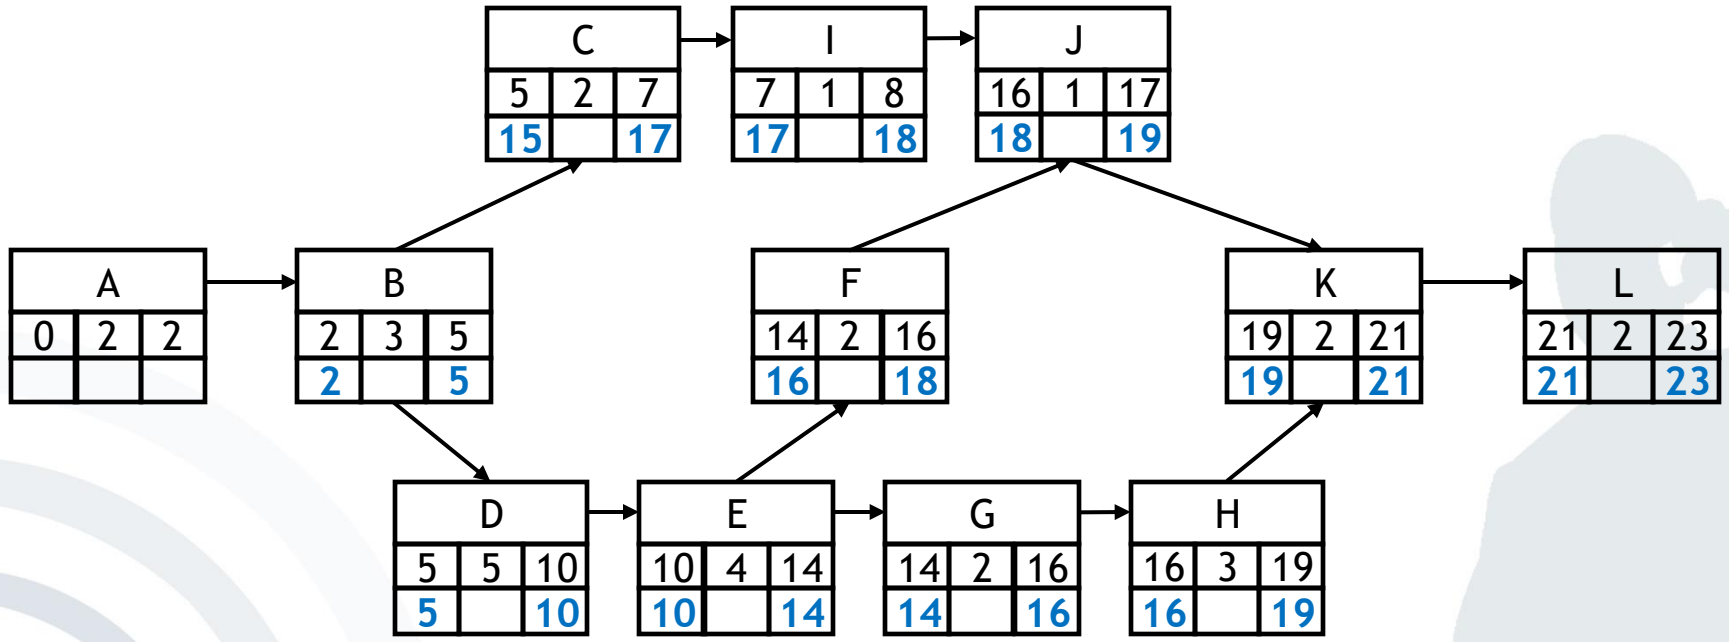 C
5 2 7
15 17
I
7 1 8
17 18
J
16 1 17
18 19
A
0 2 2
B
2 3 5
2 5
F
14 2 16
16 18
K
19 2 21
19 21
L
21 2 23
21 23
D
5 5 10
5 10
E
10 4 14
10 14
G
14 2 16
14 16
H
16 3 19
16 19